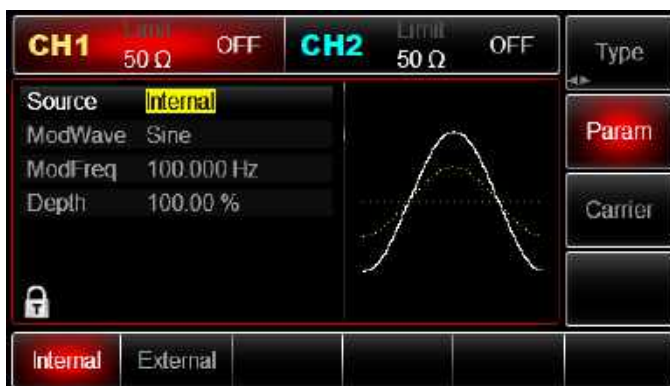 CH1 Limit 50 Ω OFF
CH2 Limit 50 Ω OFF
Type
Source Internal
ModWave Sine
ModFreq 100.000 Hz
Depth 100.00 %
Param
Carrier
Internal External